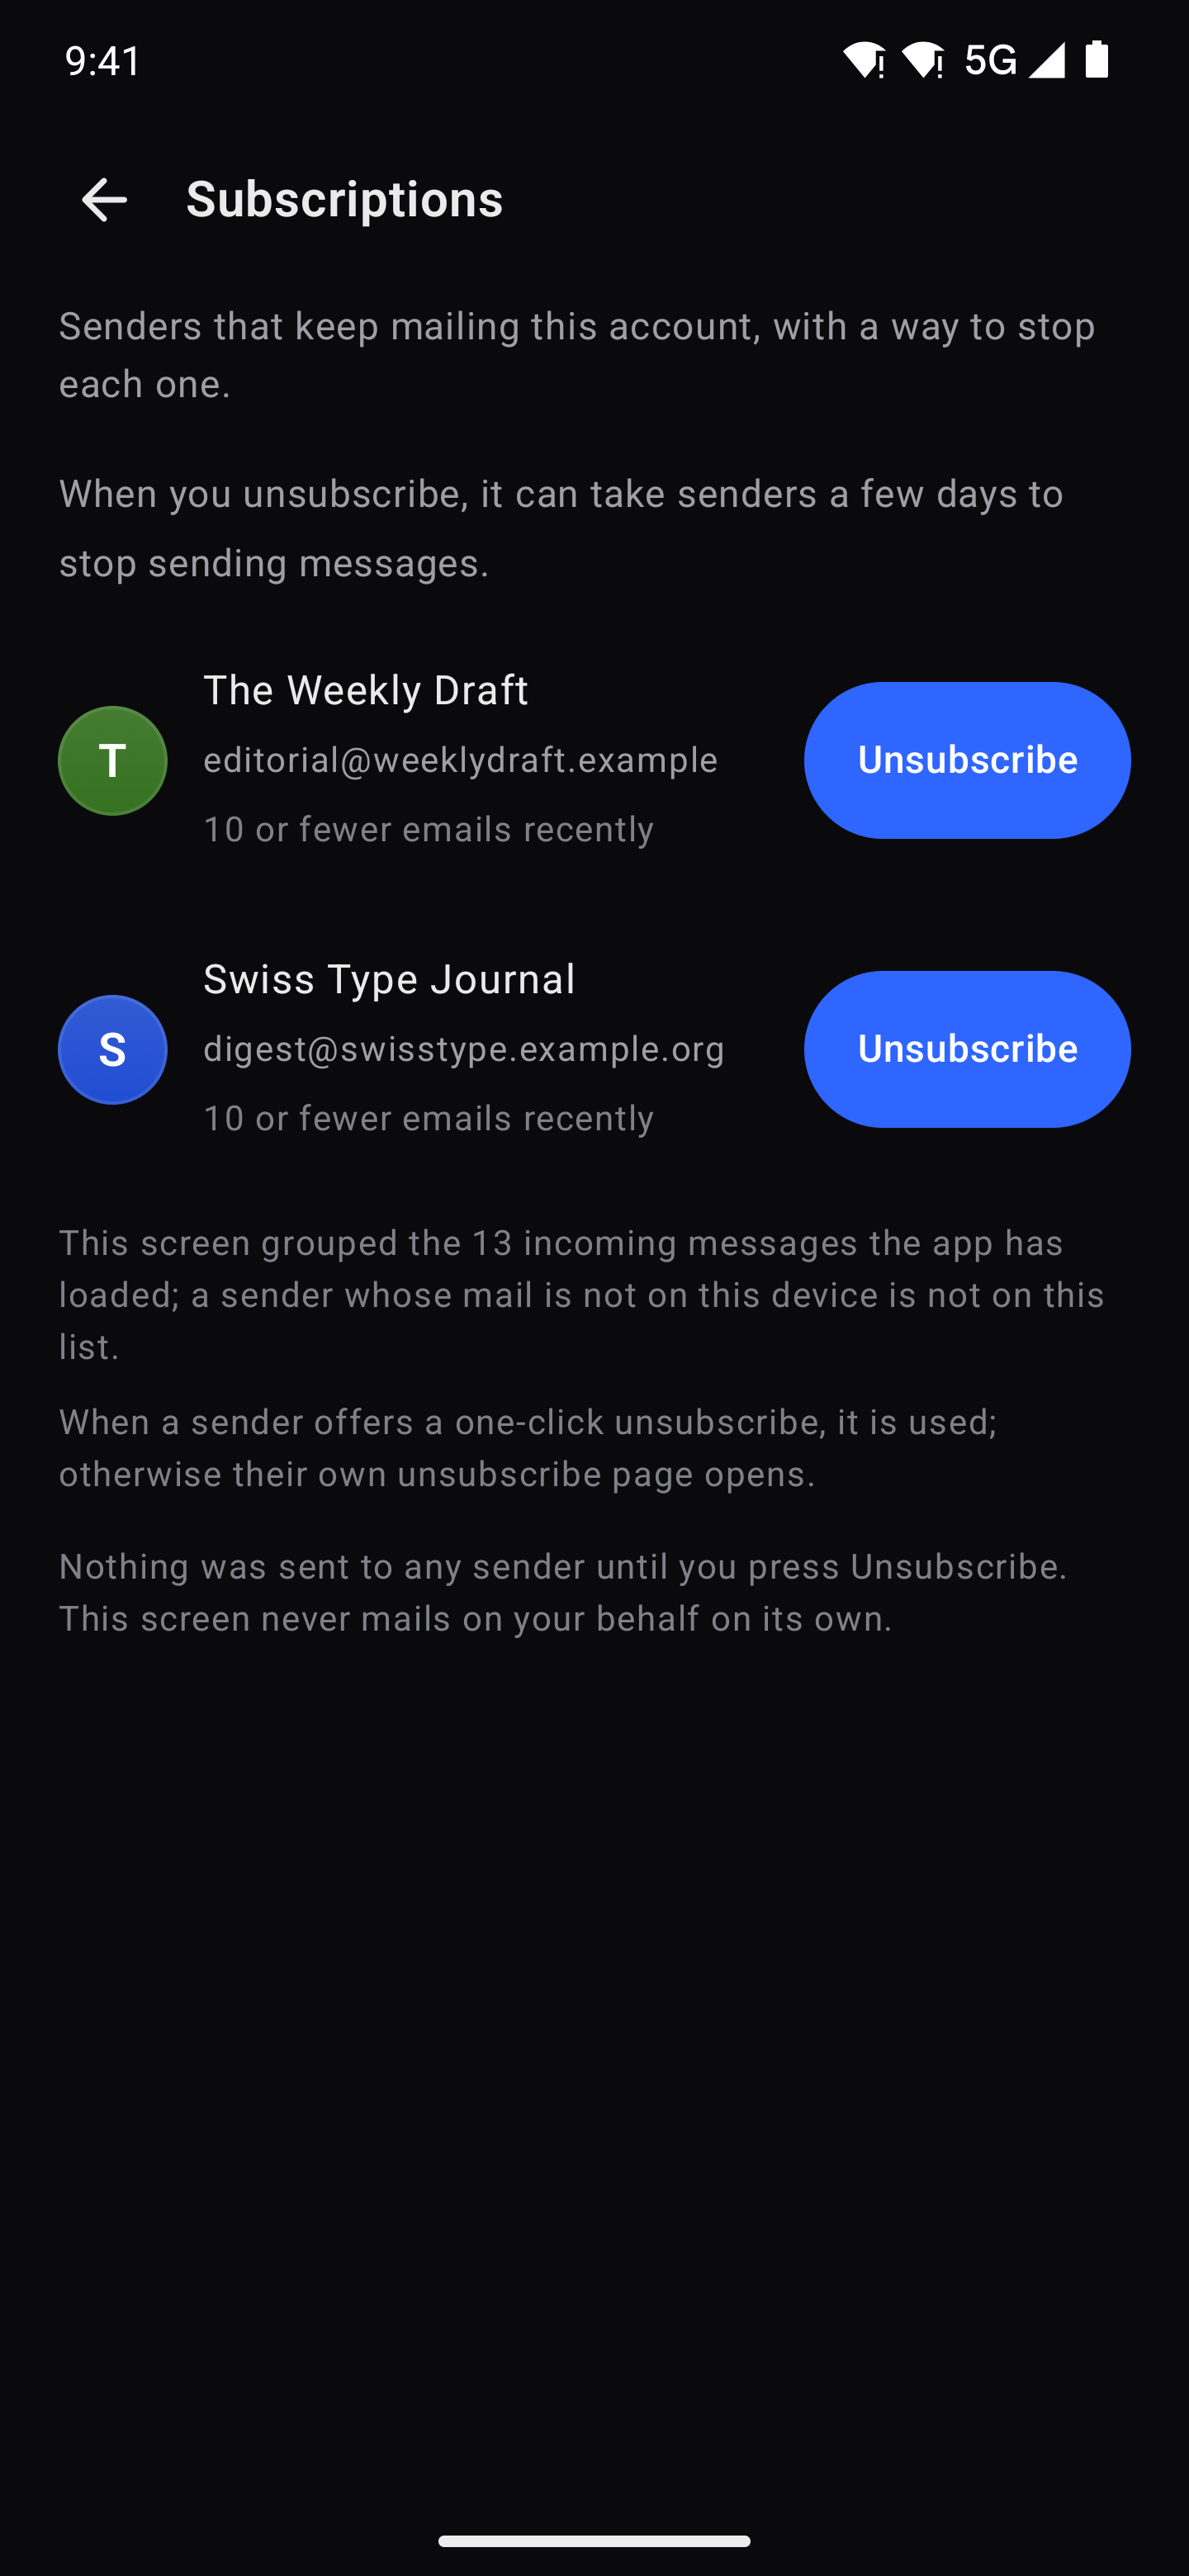 9:41
5G
Subscriptions
Senders that keep mailing this account, with a way to stop
each one.
When you unsubscribe, it can take senders a few days to
stop sending messages.
T
The Weekly Draft
editorial@weeklydraft.example
10 or fewer emails recently
Unsubscribe
S
Swiss Type Journal
digest@swisstype.example.org
10 or fewer emails recently
Unsubscribe
This screen grouped the 13 incoming messages the app has
loaded; a sender whose mail is not on this device is not on this
list.
When a sender offers a one-click unsubscribe, it is used;
otherwise their own unsubscribe page opens.
Nothing was sent to any sender until you press Unsubscribe.
This screen never mails on your behalf on its own.